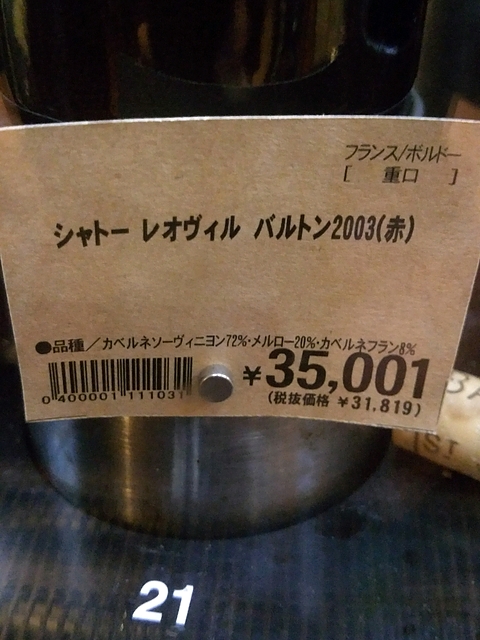 フランス/ボルドー
[ 重口 ]
シャトー レオヴィル バルトン2003(赤)
●品種／カベルネソーヴィニヨン72%・メルロー20%・カベルネフラン8%
¥35,001
(税抜価格 ¥31,819)
0 400001 111031
21